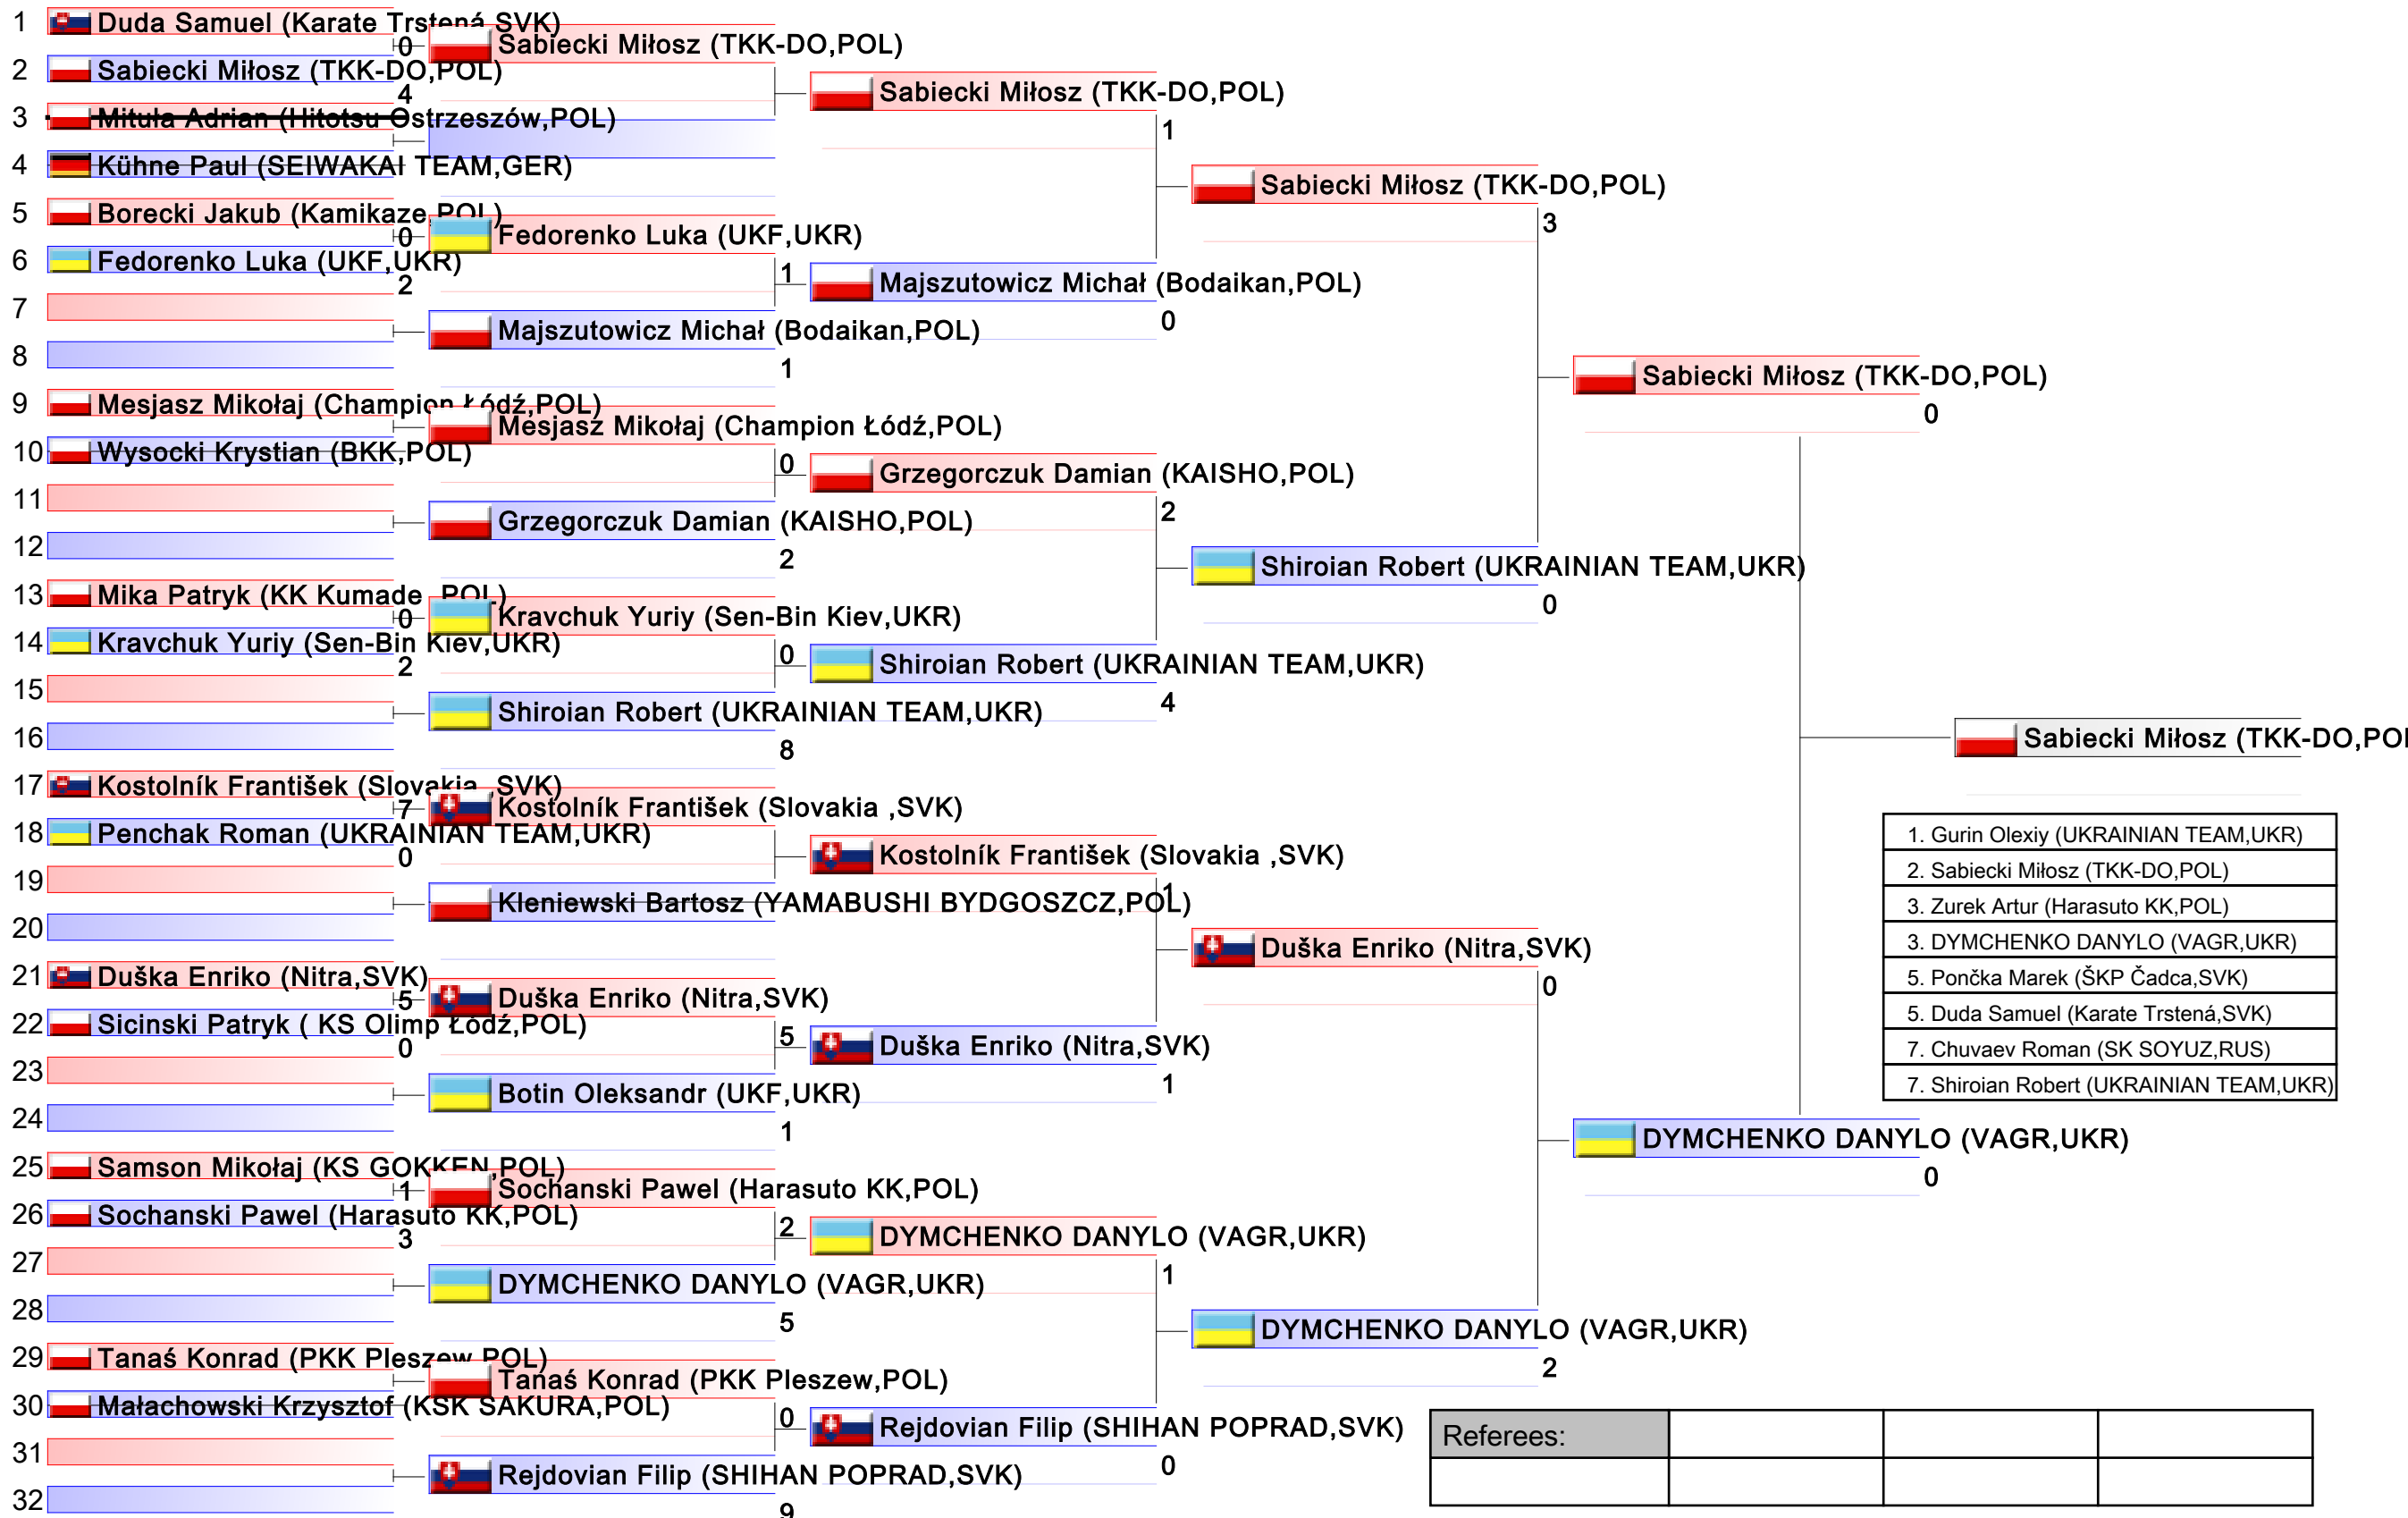 1 Duda Samuel (Karate Trstená,SVK)
0
2 Sabiecki Miłosz (TKK-DO,POL)
4
3 Mituła Adrian (Hitotsu Ostrzeszów,POL)
4 Kühne Paul (SEIWAKAI TEAM,GER)
5 Borecki Jakub (Kamikaze,POL)
0
6 Fedorenko Luka (UKF,UKR)
2
7
8
9 Mesjasz Mikołaj (Champion Łódź,POL)
10 Wysocki Krystian (BKK,POL)
11
12
13 Mika Patryk (KK Kumade ,POL)
0
14 Kravchuk Yuriy (Sen-Bin Kiev,UKR)
2
15
16
17 Kostolník František (Slovakia ,SVK)
7
18 Penchak Roman (UKRAINIAN TEAM,UKR)
0
19
20
21 Duška Enriko (Nitra,SVK)
5
22 Sicinski Patryk ( KS Olimp Łódź,POL)
0
23
24
25 Samson Mikołaj (KS GOKKEN,POL)
1
26 Sochanski Pawel (Harasuto KK,POL)
3
27
28
29 Tanaś Konrad (PKK Pleszew,POL)
30 Małachowski Krzysztof (KSK SAKURA,POL)
31
32
Sabiecki Miłosz (TKK-DO,POL)
Fedorenko Luka (UKF,UKR)
1
Majszutowicz Michał (Bodaikan,POL)
1
Mesjasz Mikołaj (Champion Łódź,POL)
0
Grzegorczuk Damian (KAISHO,POL)
2
Kravchuk Yuriy (Sen-Bin Kiev,UKR)
0
Shiroian Robert (UKRAINIAN TEAM,UKR)
8
Kostolník František (Slovakia ,SVK)
Kleniewski Bartosz (YAMABUSHI BYDGOSZCZ,POL)
Duška Enriko (Nitra,SVK)
5
Botin Oleksandr (UKF,UKR)
1
Sochanski Pawel (Harasuto KK,POL)
2
DYMCHENKO DANYLO (VAGR,UKR)
5
Tanaś Konrad (PKK Pleszew,POL)
0
Rejdovian Filip (SHIHAN POPRAD,SVK)
9
Sabiecki Miłosz (TKK-DO,POL)
1
Majszutowicz Michał (Bodaikan,POL)
0
Grzegorczuk Damian (KAISHO,POL)
2
Shiroian Robert (UKRAINIAN TEAM,UKR)
4
Kostolník František (Slovakia ,SVK)
1
Duška Enriko (Nitra,SVK)
1
DYMCHENKO DANYLO (VAGR,UKR)
1
Rejdovian Filip (SHIHAN POPRAD,SVK)
0
Sabiecki Miłosz (TKK-DO,POL)
3
Shiroian Robert (UKRAINIAN TEAM,UKR)
0
Duška Enriko (Nitra,SVK)
0
DYMCHENKO DANYLO (VAGR,UKR)
2
Sabiecki Miłosz (TKK-DO,POL)
0
DYMCHENKO DANYLO (VAGR,UKR)
0
Sabiecki Miłosz (TKK-DO,POL
1. Gurin Olexiy (UKRAINIAN TEAM,UKR)
2. Sabiecki Miłosz (TKK-DO,POL)
3. Zurek Artur (Harasuto KK,POL)
3. DYMCHENKO DANYLO (VAGR,UKR)
5. Pončka Marek (ŠKP Čadca,SVK)
5. Duda Samuel (Karate Trstená,SVK)
7. Chuvaev Roman (SK SOYUZ,RUS)
7. Shiroian Robert (UKRAINIAN TEAM,UKR)
Referees: